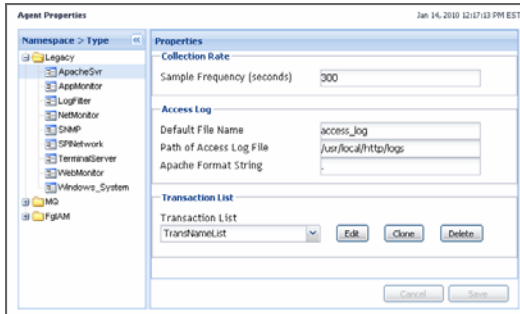 Agent Properties
Jan 14, 2010 12:17:13 PM EST
Namespace > Type
Legacy
ApacheSvr
AppMonitor
LogFilter
NetMonitor
SNMP
SPINetwork
TerminalServer
WebMonitor
Windows_System
MQ
FglAM
Properties
Collection Rate
Sample Frequency (seconds)
300
Access Log
Default File Name
access_log
Path of Access Log File
/usr/local/http/logs
Apache Format String
.
Transaction List
Transaction List
TransNameList
Edit
Clone
Delete
Cancel
Save